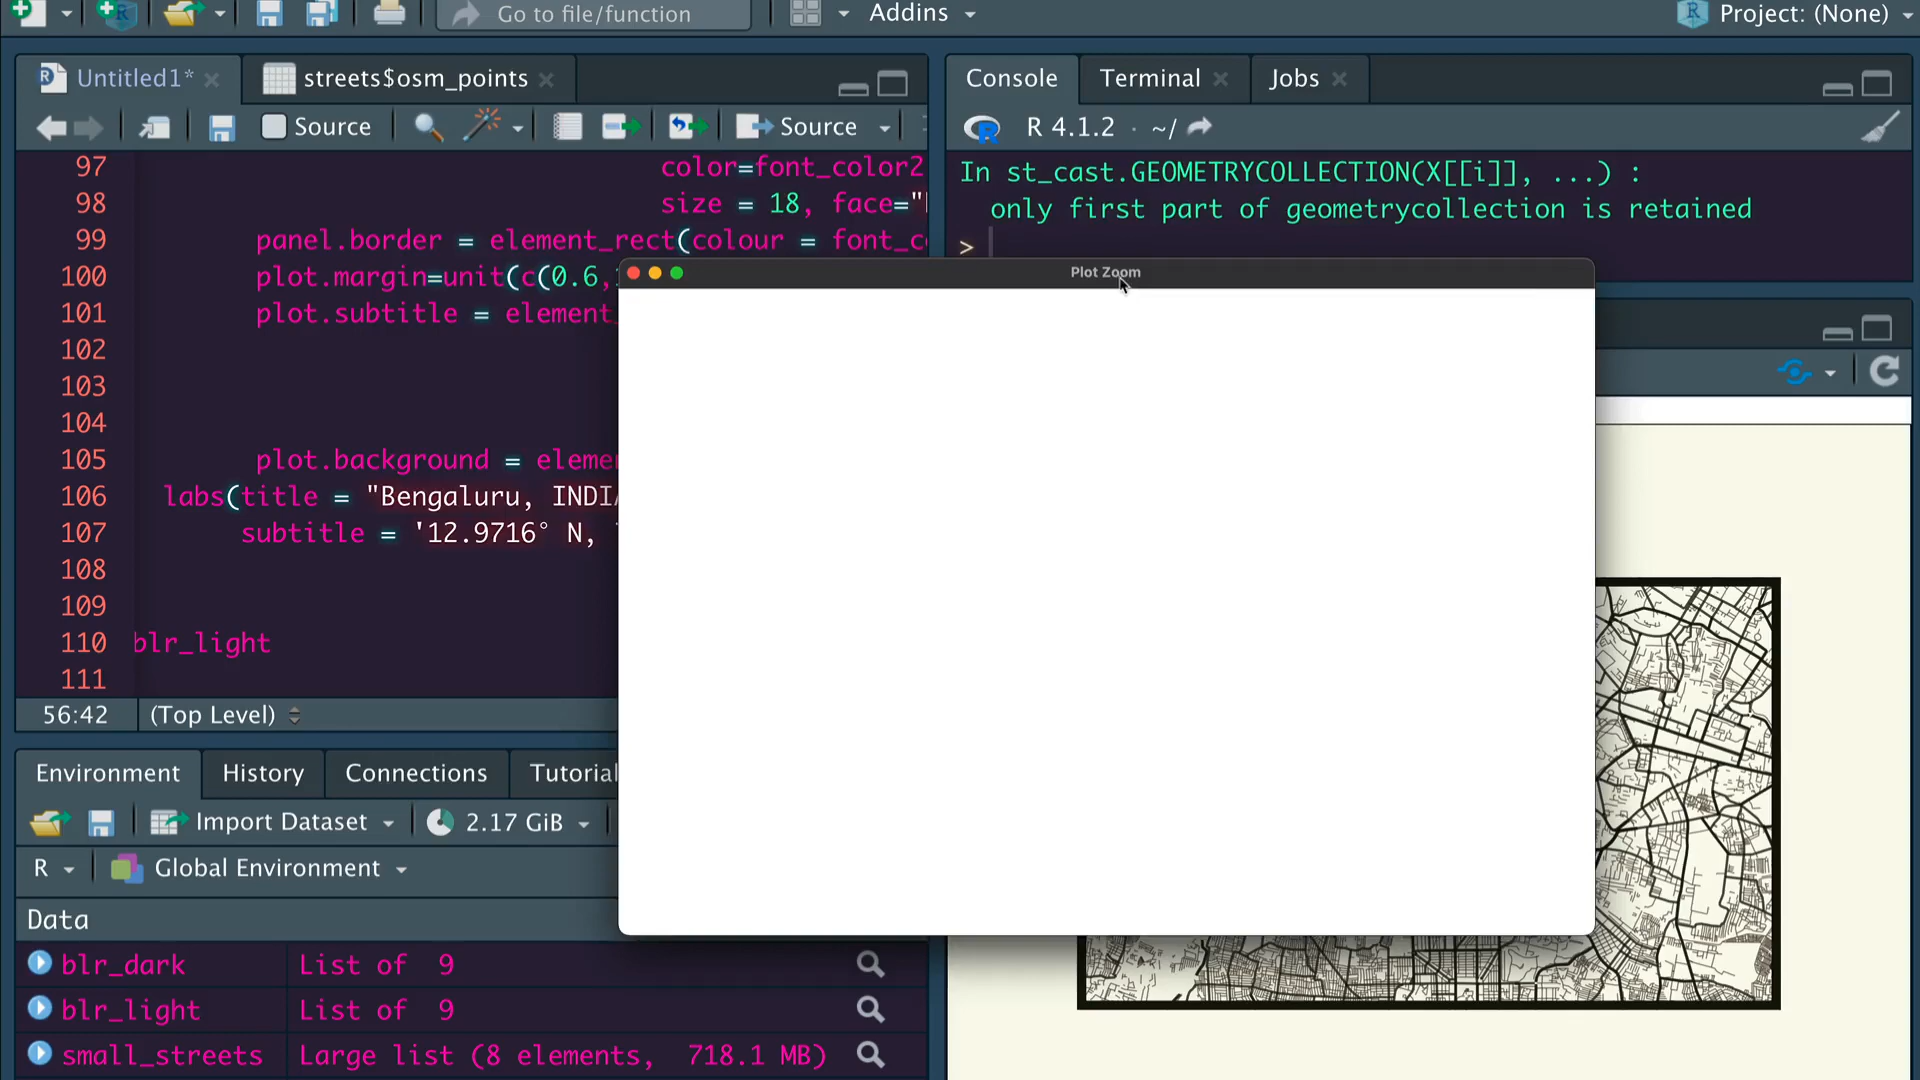 Go to file/function
Addins
Project: (None)
Untitled1*
streets$osm_points
Source
Source
97 color=font_color2
98 size = 18, face="
99 panel.border = element_rect(colour = font_c
100 plot.margin=unit(c(0.6,
101 plot.subtitle = element_
102
103
104
105 plot.background = eleme
106 labs(title = "Bengaluru, INDI
107 subtitle = '12.9716° N,
108
109
110 blr_light
111
56:42 (Top Level)
Console
Terminal
Jobs
R 4.1.2 · ~/
In st_cast.GEOMETRYCOLLECTION(X[[i]], ...) :
only first part of geometrycollection is retained
>
Plot Zoom
Environment
History
Connections
Tutorial
Import Dataset
2.17 GiB
R
Global Environment
Data
blr_dark List of 9
blr_light List of 9
small_streets Large list (8 elements, 718.1 MB)